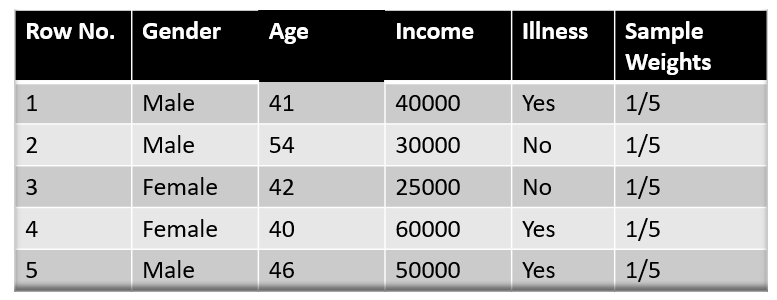 Row No. Gender Age Income Illness Sample Weights
1 Male 41 40000 Yes 1/5
2 Male 54 30000 No 1/5
3 Female 42 25000 No 1/5
4 Female 40 60000 Yes 1/5
5 Male 46 50000 Yes 1/5